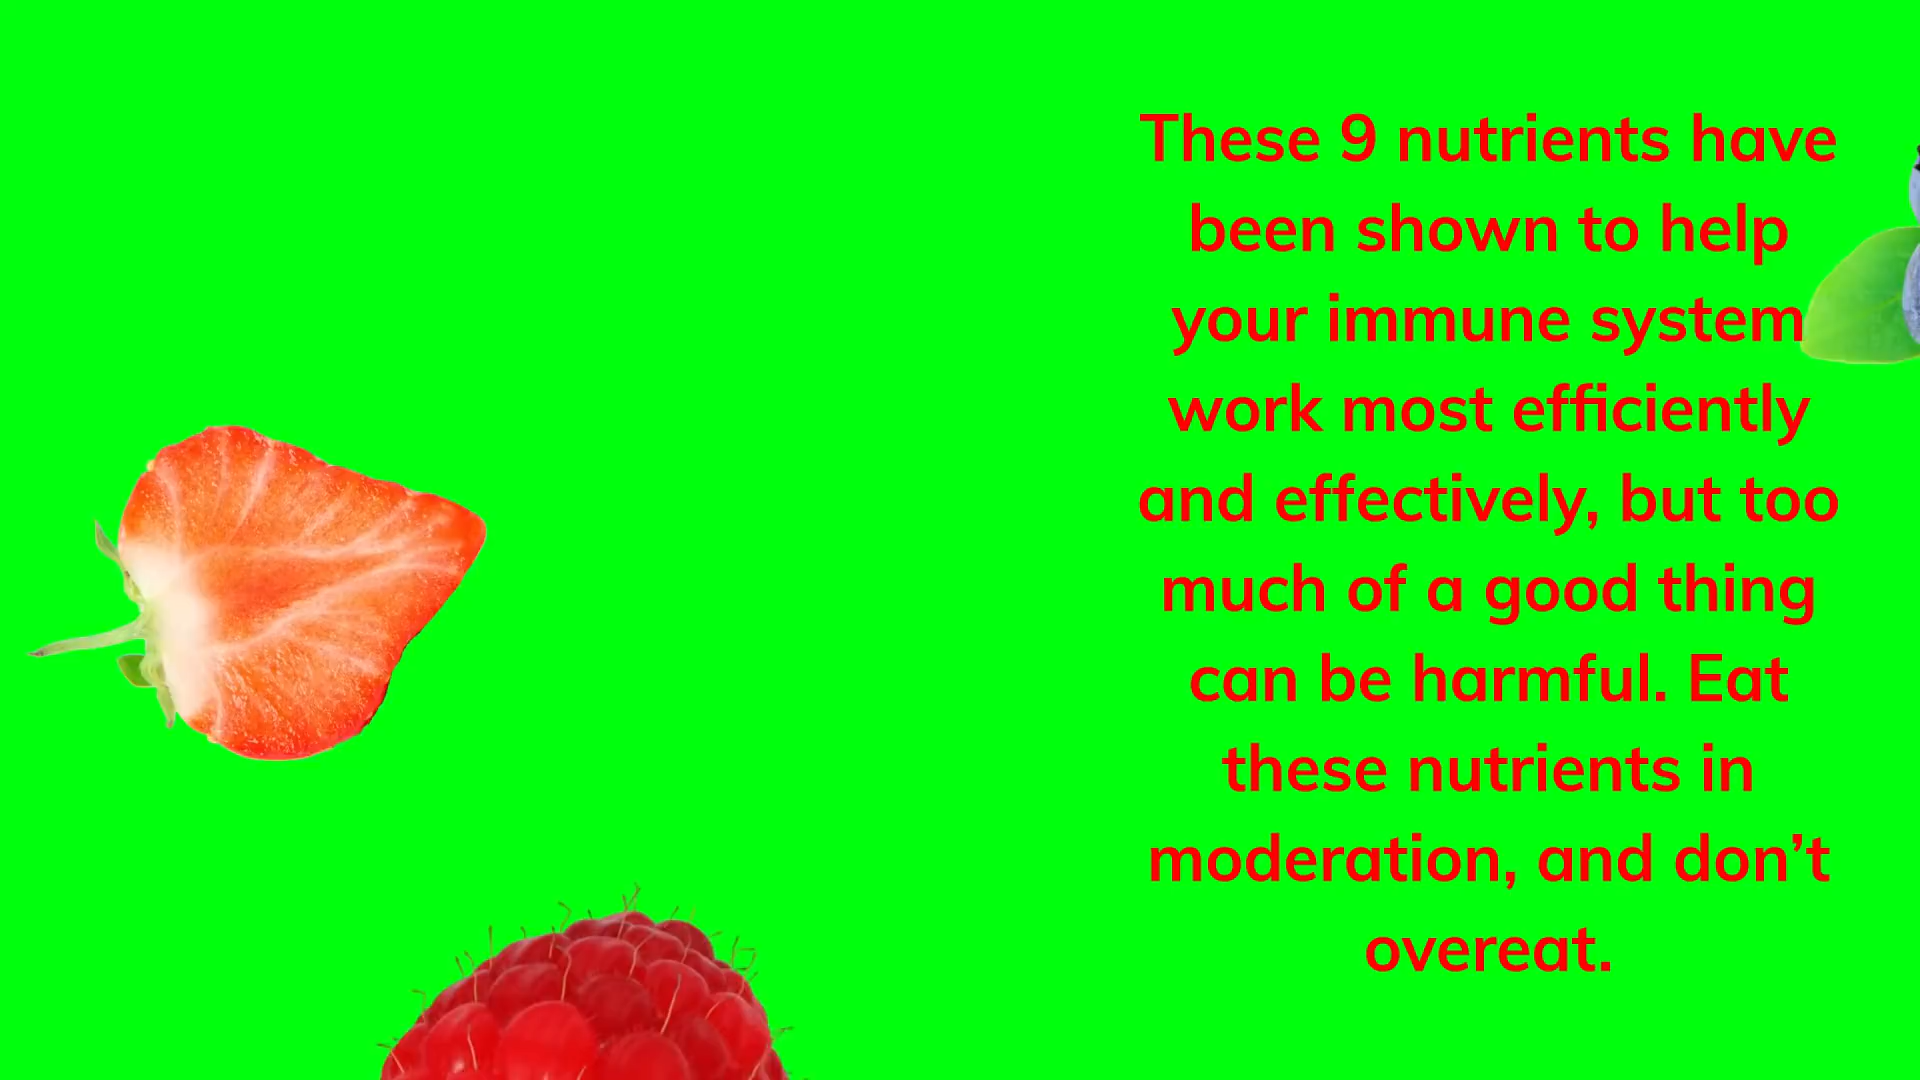 These 9 nutrients have
been shown to help
your immune system
work most efficiently
and effectively, but too
much of a good thing
can be harmful. Eat
these nutrients in
moderation, and don’t
overeat.